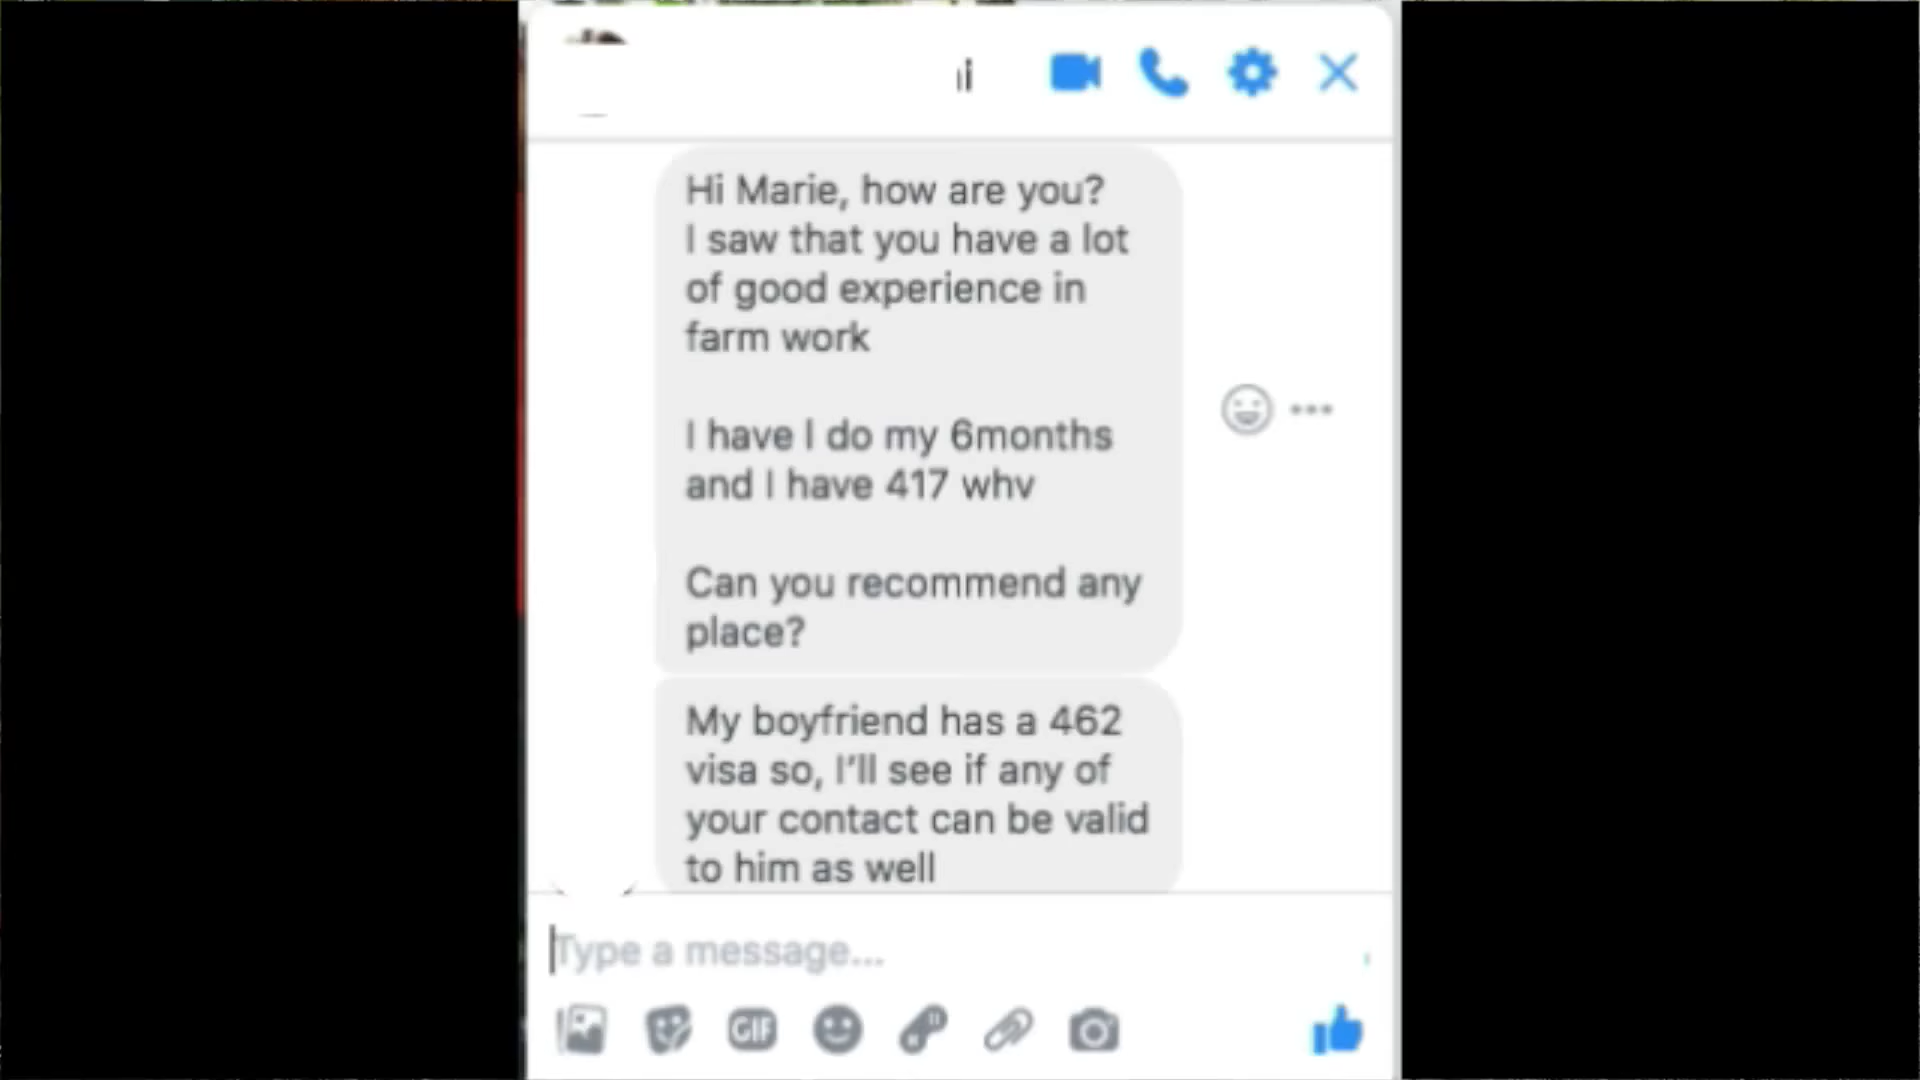 Hi Marie, how are you?
I saw that you have a lot
of good experience in
farm work
I have I do my 6months
and I have 417 whv
Can you recommend any
place?
My boyfriend has a 462
visa so, I'll see if any of
your contact can be valid
to him as well
Type a message...
GIF